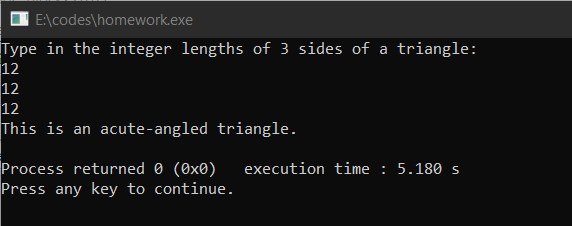 E:\codes\homework.exe
Type in the integer lengths of 3 sides of a triangle:
12
12
12
This is an acute-angled triangle.
Process returned 0 (0x0)   execution time : 5.180 s
Press any key to continue.